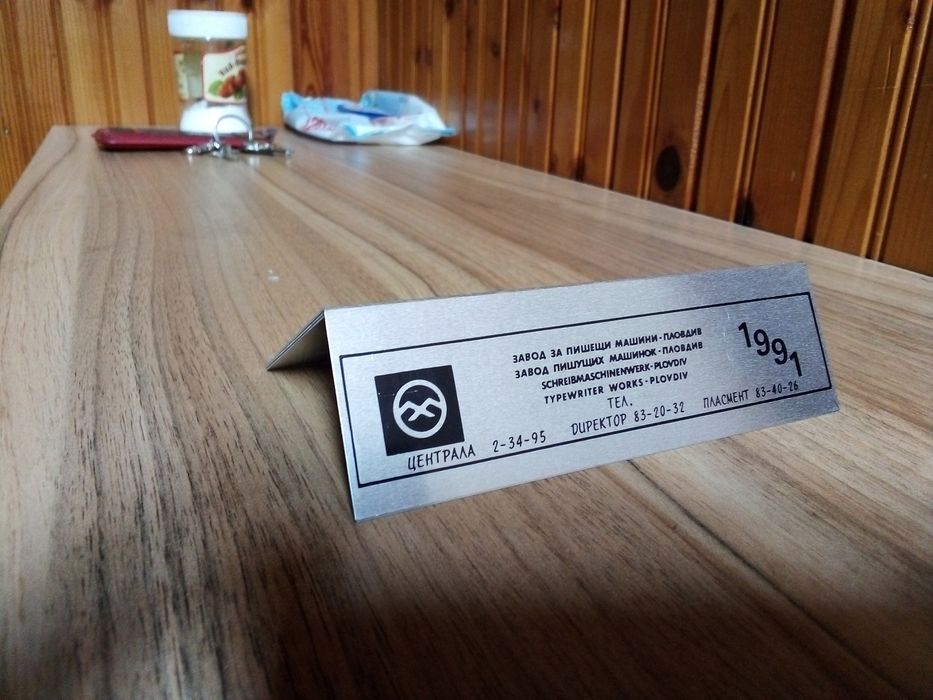 ЗАВОД ЗА ПИШЕЩИ МАШИНИ - ПЛОВДИВ
ЗАВОД ПИШУЩИХ МАШИНОК - ПЛОВДИВ
SCHREIBMASCHINENWERK - PLOVDIV
TYPEWRITER WORKS - PLOVDIV
1991
ТЕЛ.
ЦЕНТРАЛА 2-34-95 ДИРЕКТОР 83-20-32 ПЛАСМЕНТ 83-40-26